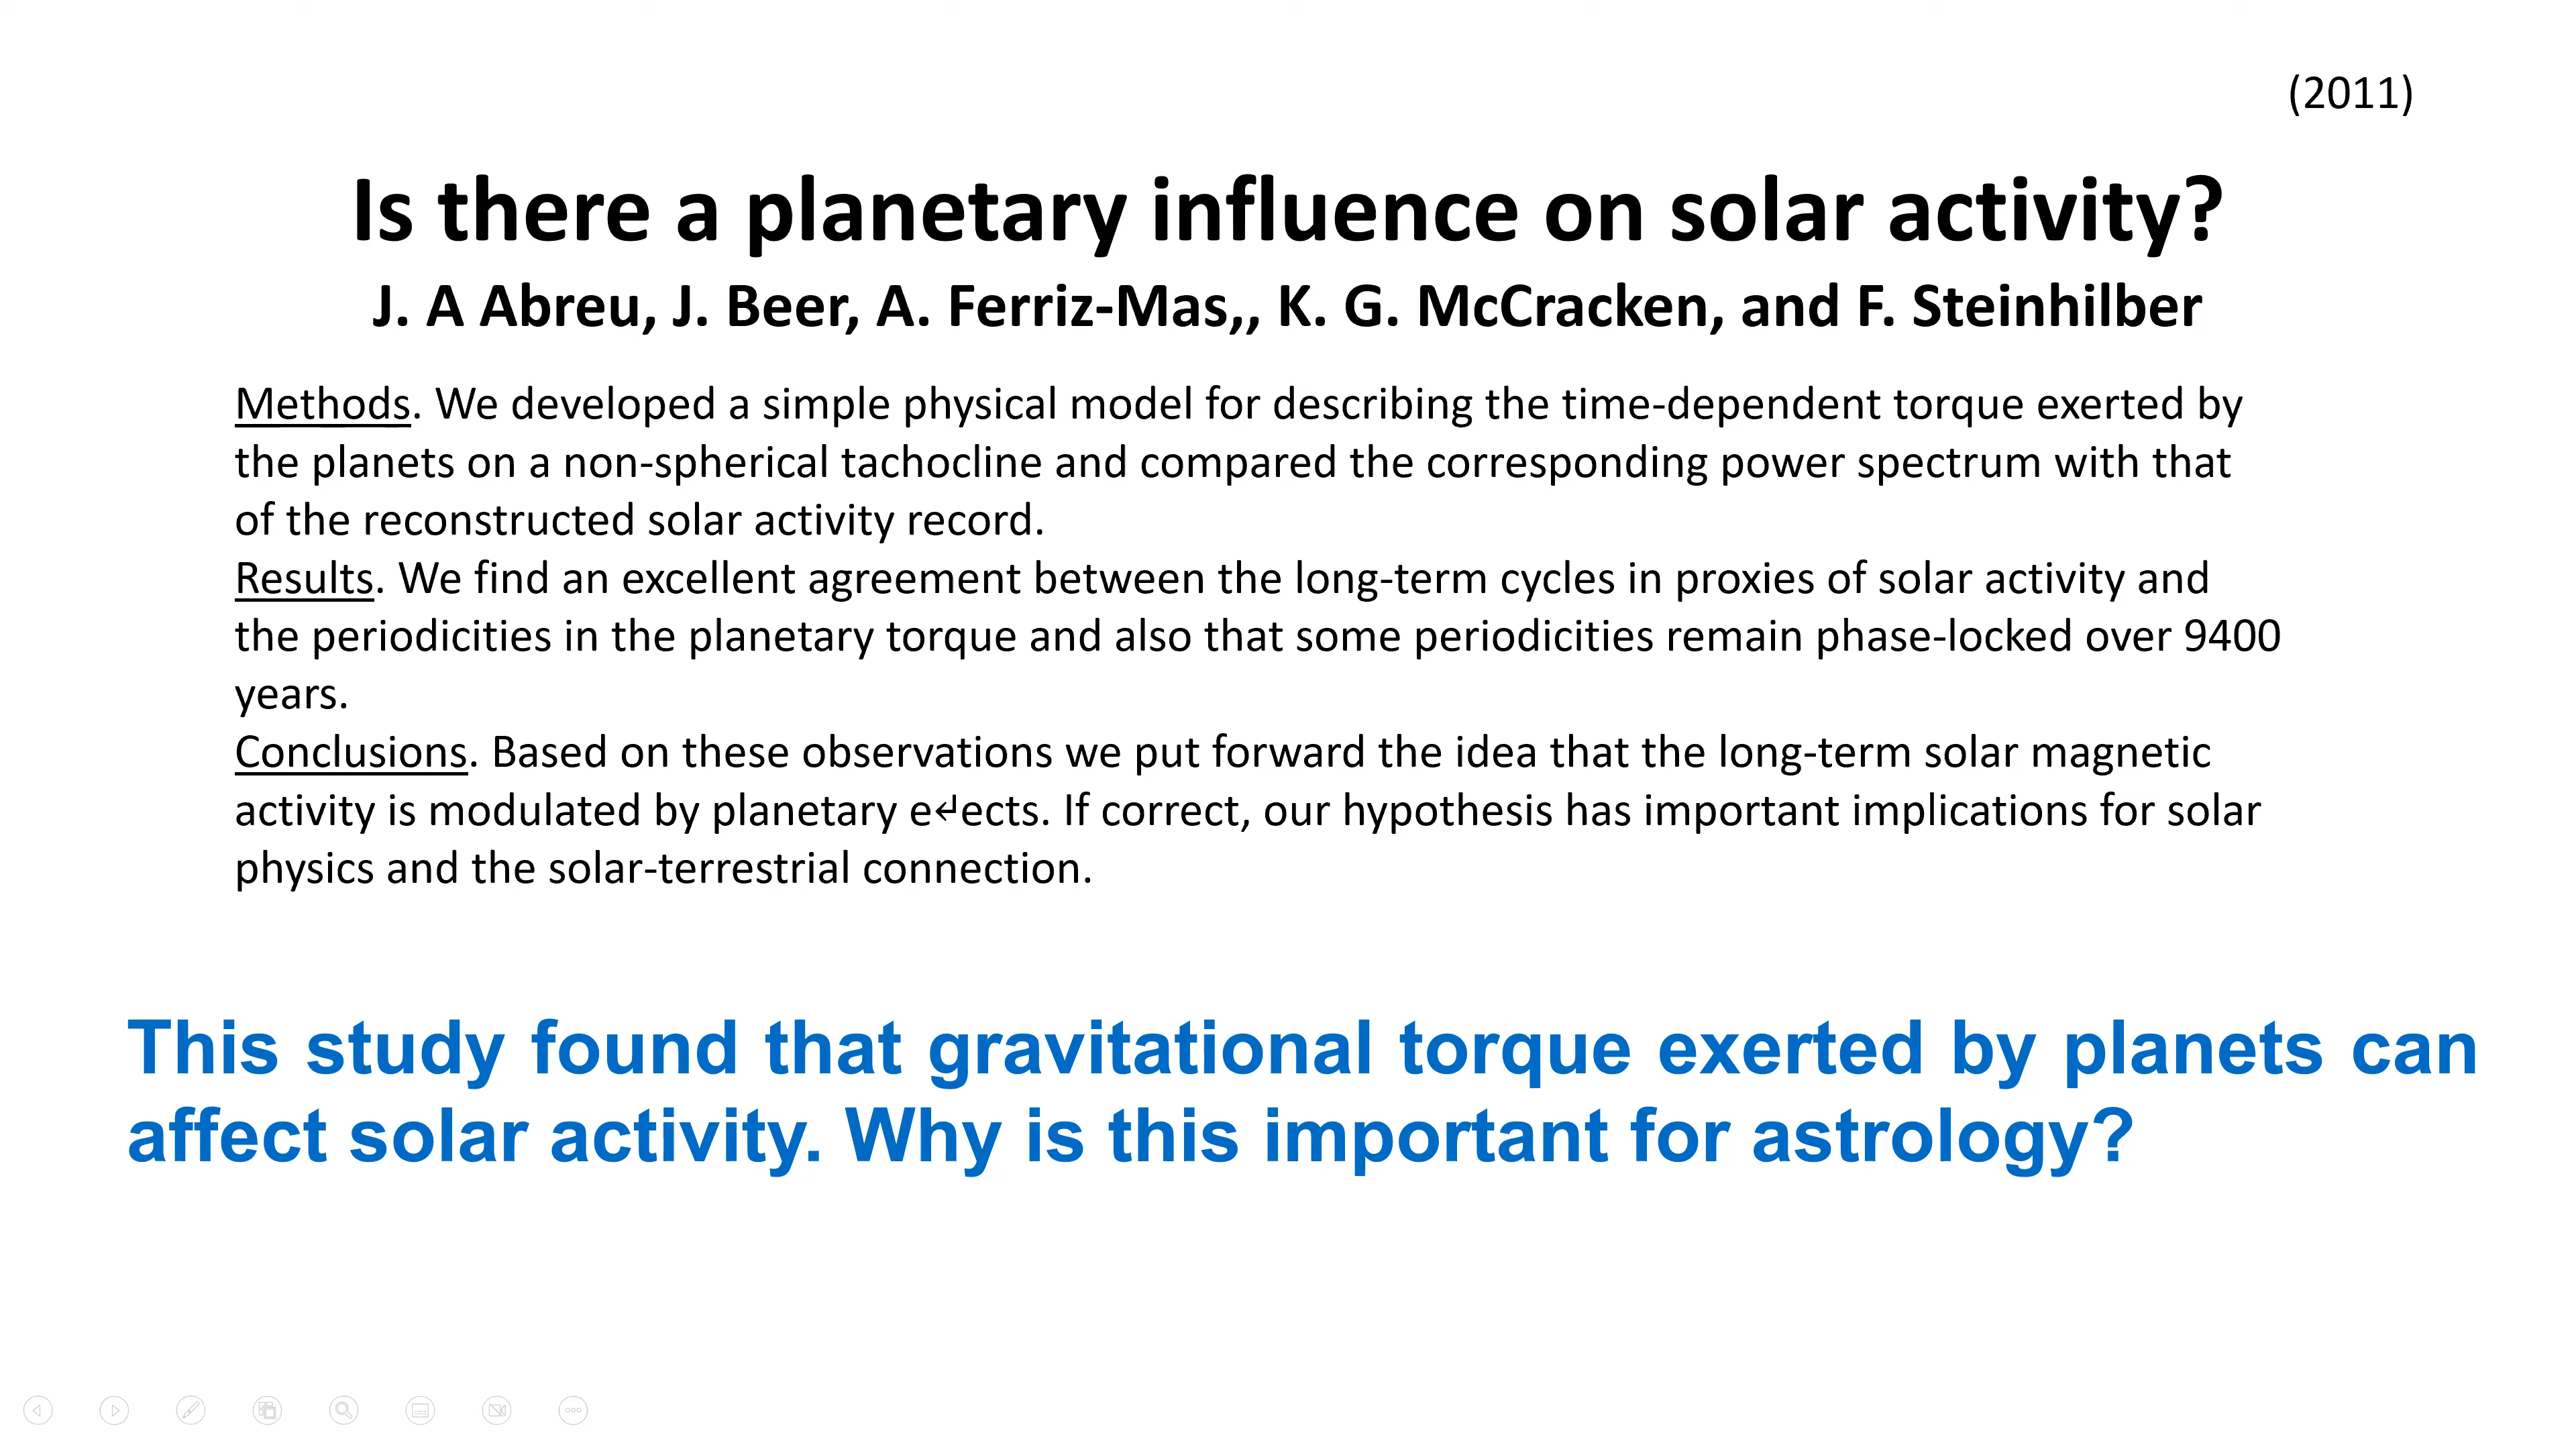 (2011)
Is there a planetary influence on solar activity?
J. A Abreu, J. Beer, A. Ferriz-Mas,, K. G. McCracken, and F. Steinhilber
Methods. We developed a simple physical model for describing the time-dependent torque exerted by
the planets on a non-spherical tachocline and compared the corresponding power spectrum with that
of the reconstructed solar activity record.
Results. We find an excellent agreement between the long-term cycles in proxies of solar activity and
the periodicities in the planetary torque and also that some periodicities remain phase-locked over 9400
years.
Conclusions. Based on these observations we put forward the idea that the long-term solar magnetic
activity is modulated by planetary e↵ects. If correct, our hypothesis has important implications for solar
physics and the solar-terrestrial connection.
This study found that gravitational torque exerted by planets can
affect solar activity. Why is this important for astrology?